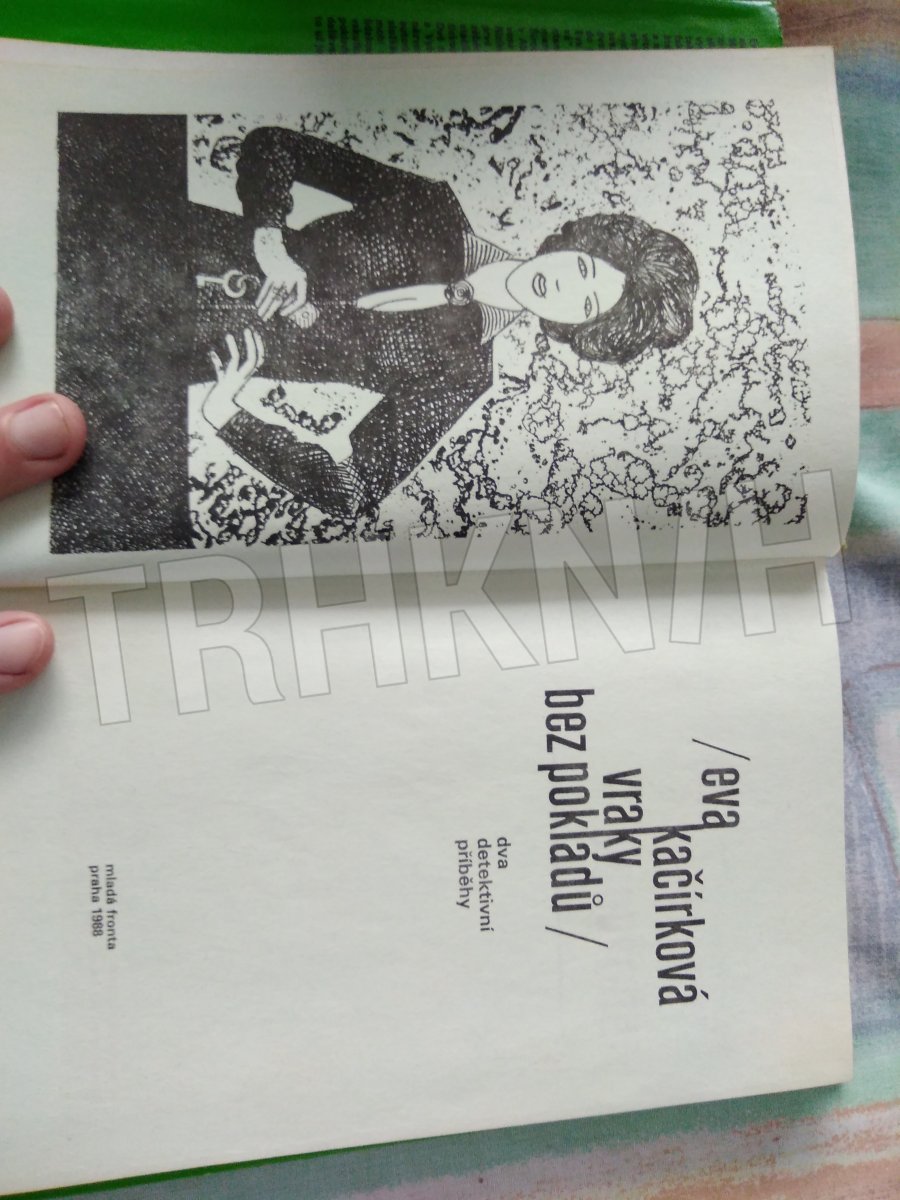 / eva
kačírková
vraky
bez pokladů /
dva
detektivní
příběhy
mladá fronta
praha 1988
TRHKNIH